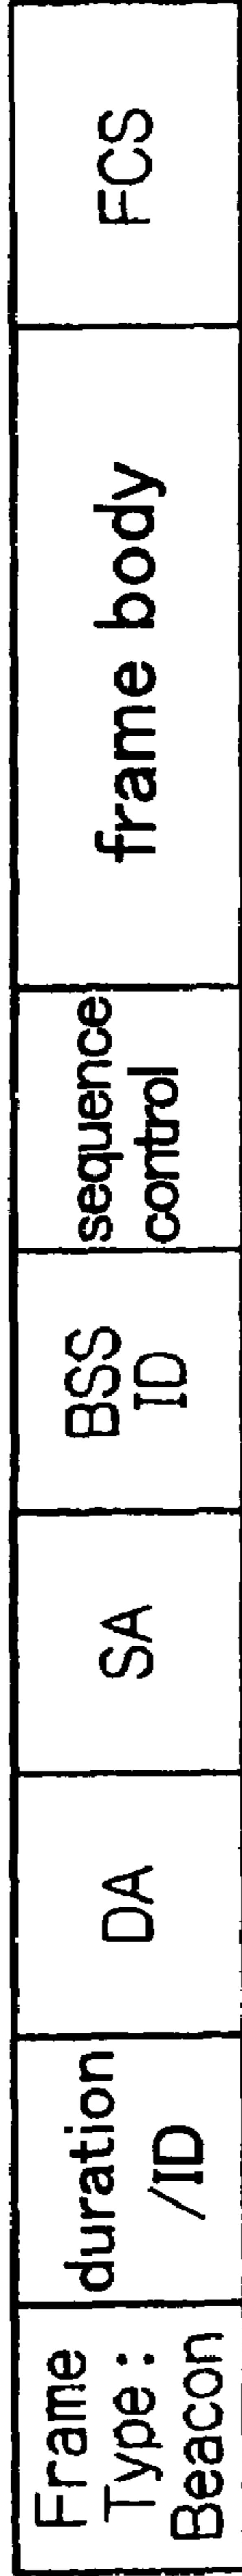 Frame
Type:
Beacon
duration
/ID
DA
SA
BSS
ID
sequence
control
frame body
FCS